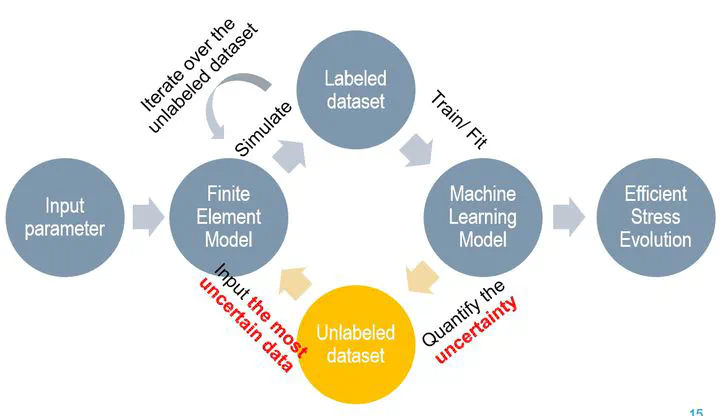 Iterate over the
unlabeled dataset
Labeled
dataset
Simulate
Train/ Fit
Input
parameter
Finite
Element
Model
Machine
Learning
Model
Efficient
Stress
Evolution
Input the most
uncertain data
Unlabeled
dataset
Quantify the
uncertainty
15